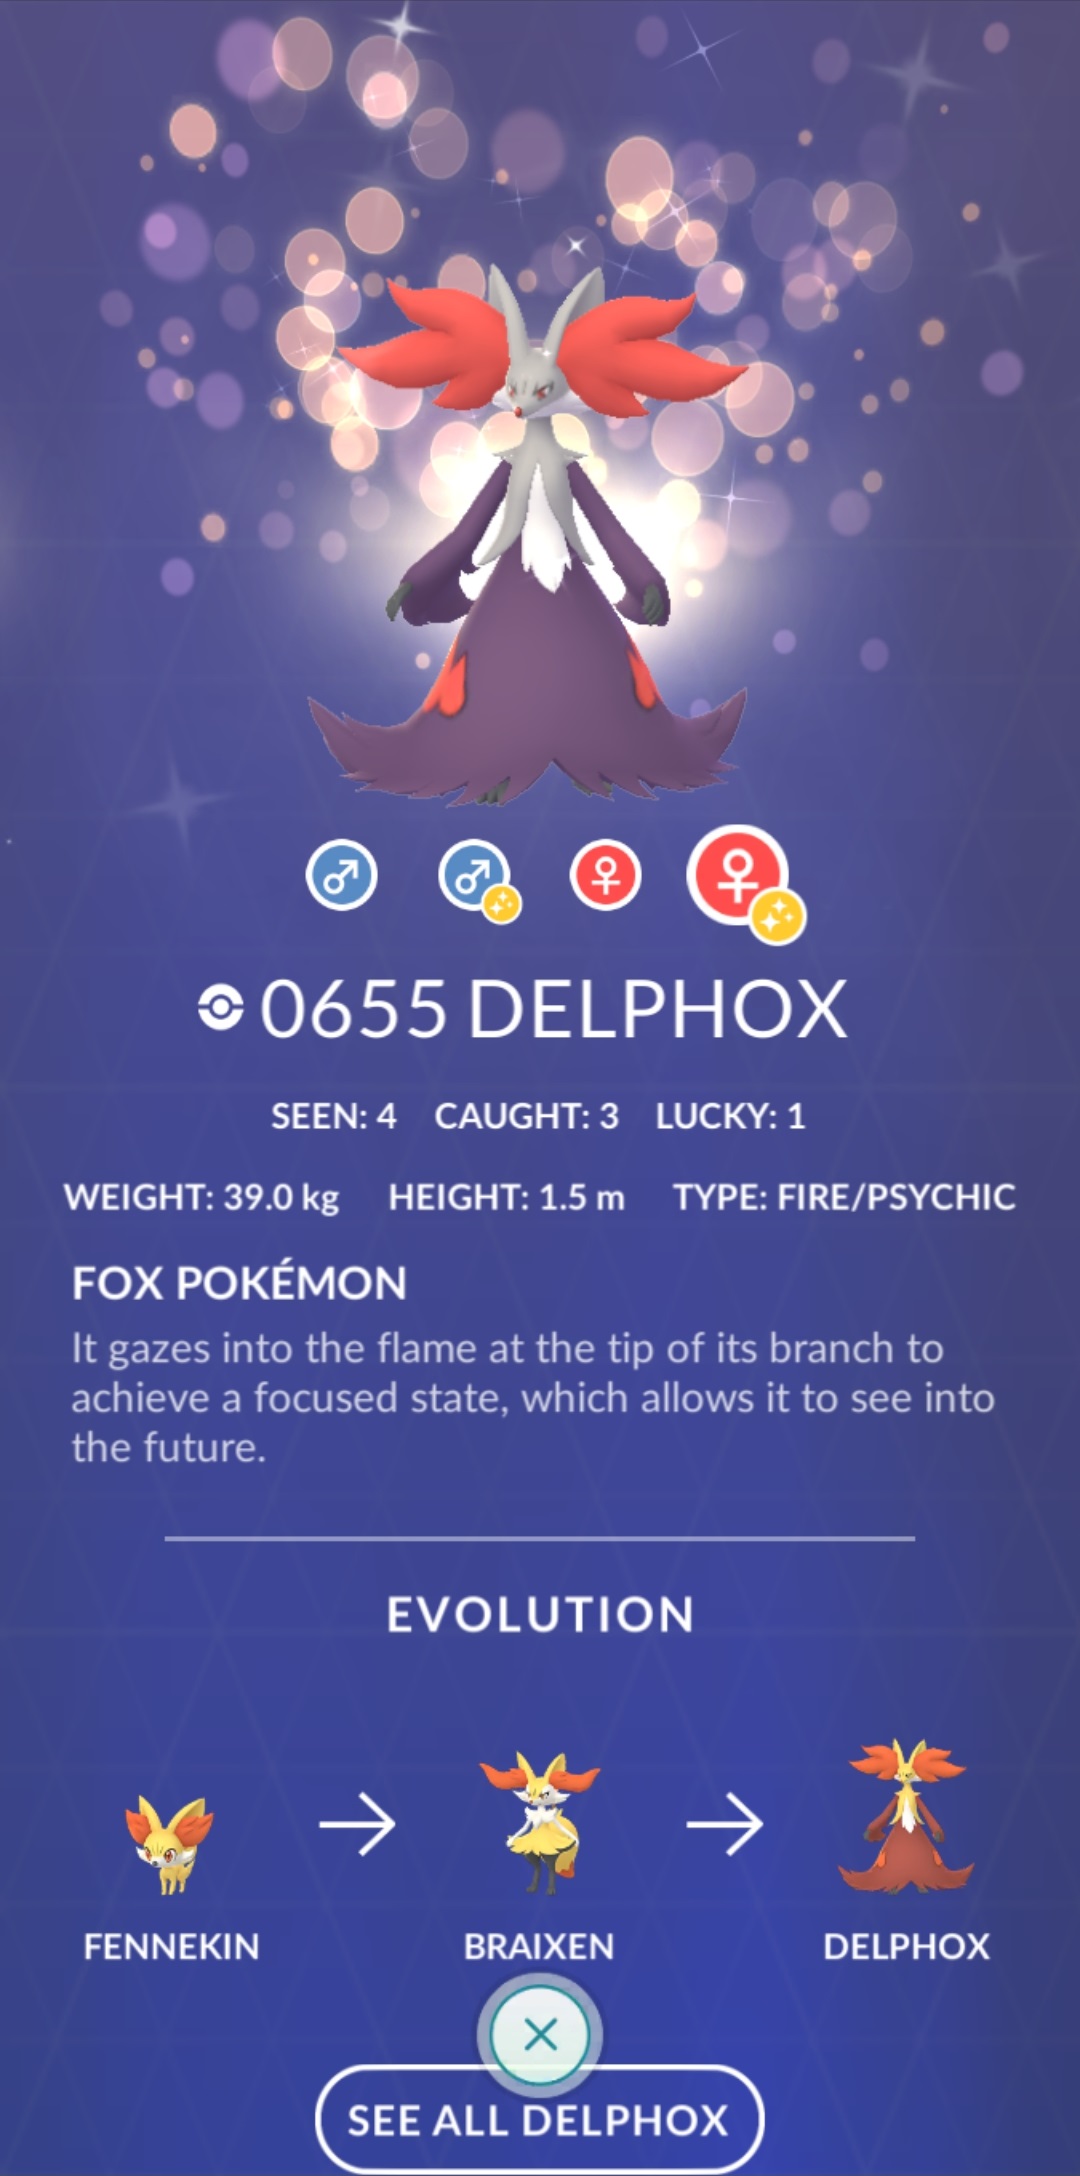 0655 DELPHOX
SEEN: 4 CAUGHT: 3 LUCKY: 1
WEIGHT: 39.0 kg HEIGHT: 1.5 m TYPE: FIRE/PSYCHIC
FOX POKÉMON
It gazes into the flame at the tip of its branch to
achieve a focused state, which allows it to see into
the future.
EVOLUTION
FENNEKIN BRAIXEN DELPHOX
SEE ALL DELPHOX